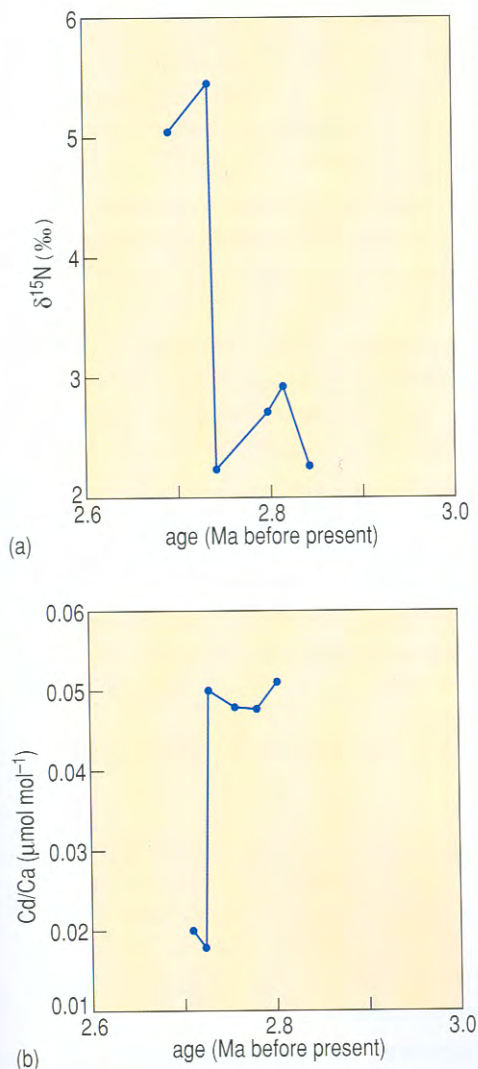 6
5
4
3
2
δ¹⁵N (‰)
2.6
2.8
3.0
age (Ma before present)
(a)
0.06
0.05
0.04
0.03
0.02
0.01
Cd/Ca (µmol mol⁻¹)
2.6
2.8
3.0
age (Ma before present)
(b)